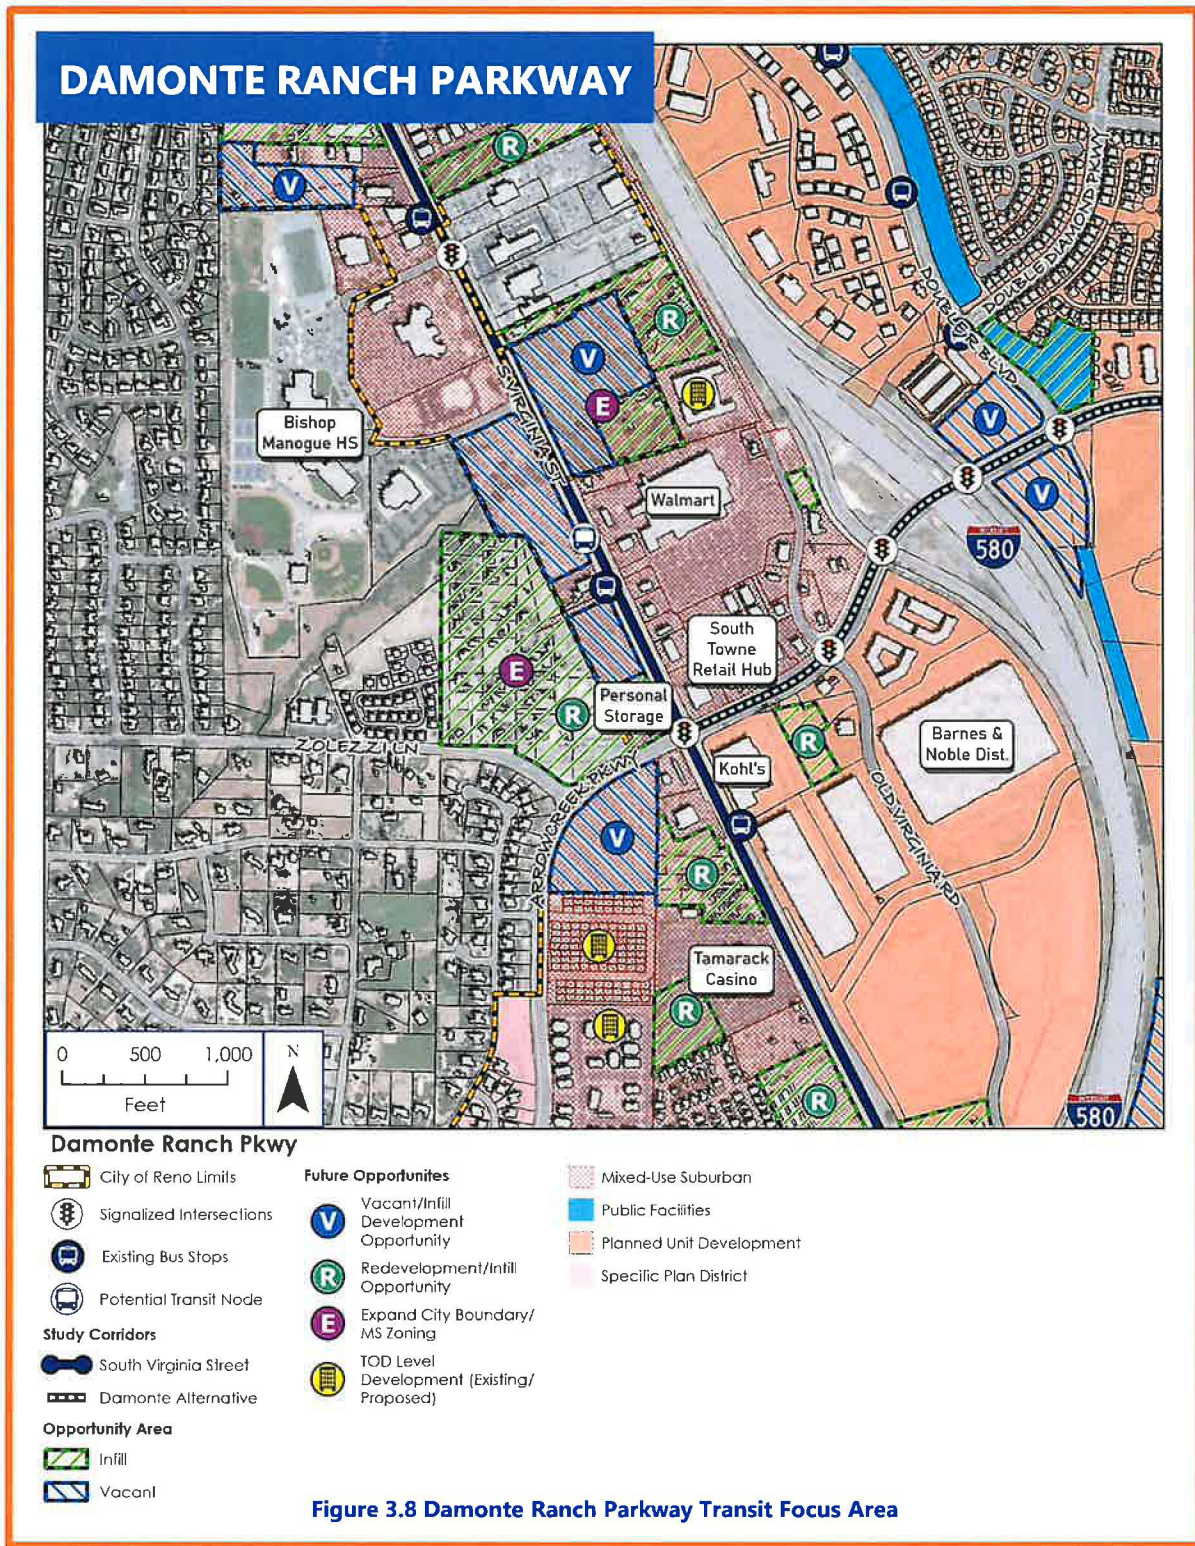 DAMONTE RANCH PARKWAY
R
V
DOUBLE DIAMOND PKWY
DOUBLE R BLVD
R
V
S VIRGINIA ST
E
V
Bishop
Manogue HS
Walmart
V
580
South
Towne
Retail Hub
E
Personal
Storage
R
ZOLEZZI LN
R
Barnes &
Noble Dist.
Kohl's
ARROWCREEK PKWY
OLD VIRGINIA RD
V
R
Tamarack
Casino
R
R
580
0 500 1,000
Feet
N
Damonte Ranch Pkwy
City of Reno Limits
Signalized Intersections
Existing Bus Stops
Potential Transit Node
Study Corridors
South Virginia Street
Damonte Alternative
Opportunity Area
Infill
Vacant
Future Opportunites
V
Vacant/Infill
Development
Opportunity
R
Redevelopment/Infill
Opportunity
E
Expand City Boundary/
MS Zoning
TOD Level
Development (Existing/
Proposed)
Mixed-Use Suburban
Public Facilities
Planned Unit Development
Specific Plan District
Figure 3.8 Damonte Ranch Parkway Transit Focus Area